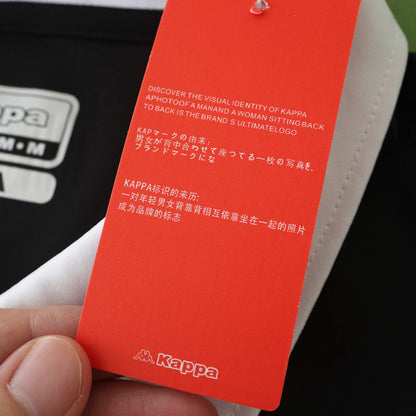 DISCOVER THE VISUAL IDENTITY OF KAPPA
APHOTOOF A MANAND A WOMAN SITTING BACK
TO BACK IS THE BRAND S ULTIMATELOGO
KAPマークの由来;
男女が背中合わせて座つてる一枚の写真を、
ブランドマークにな
KAPPA标识的来历:
一对年轻男女背靠背相互依靠坐在一起的照片
成为品牌的标志
Kappa
Kappa
M•M